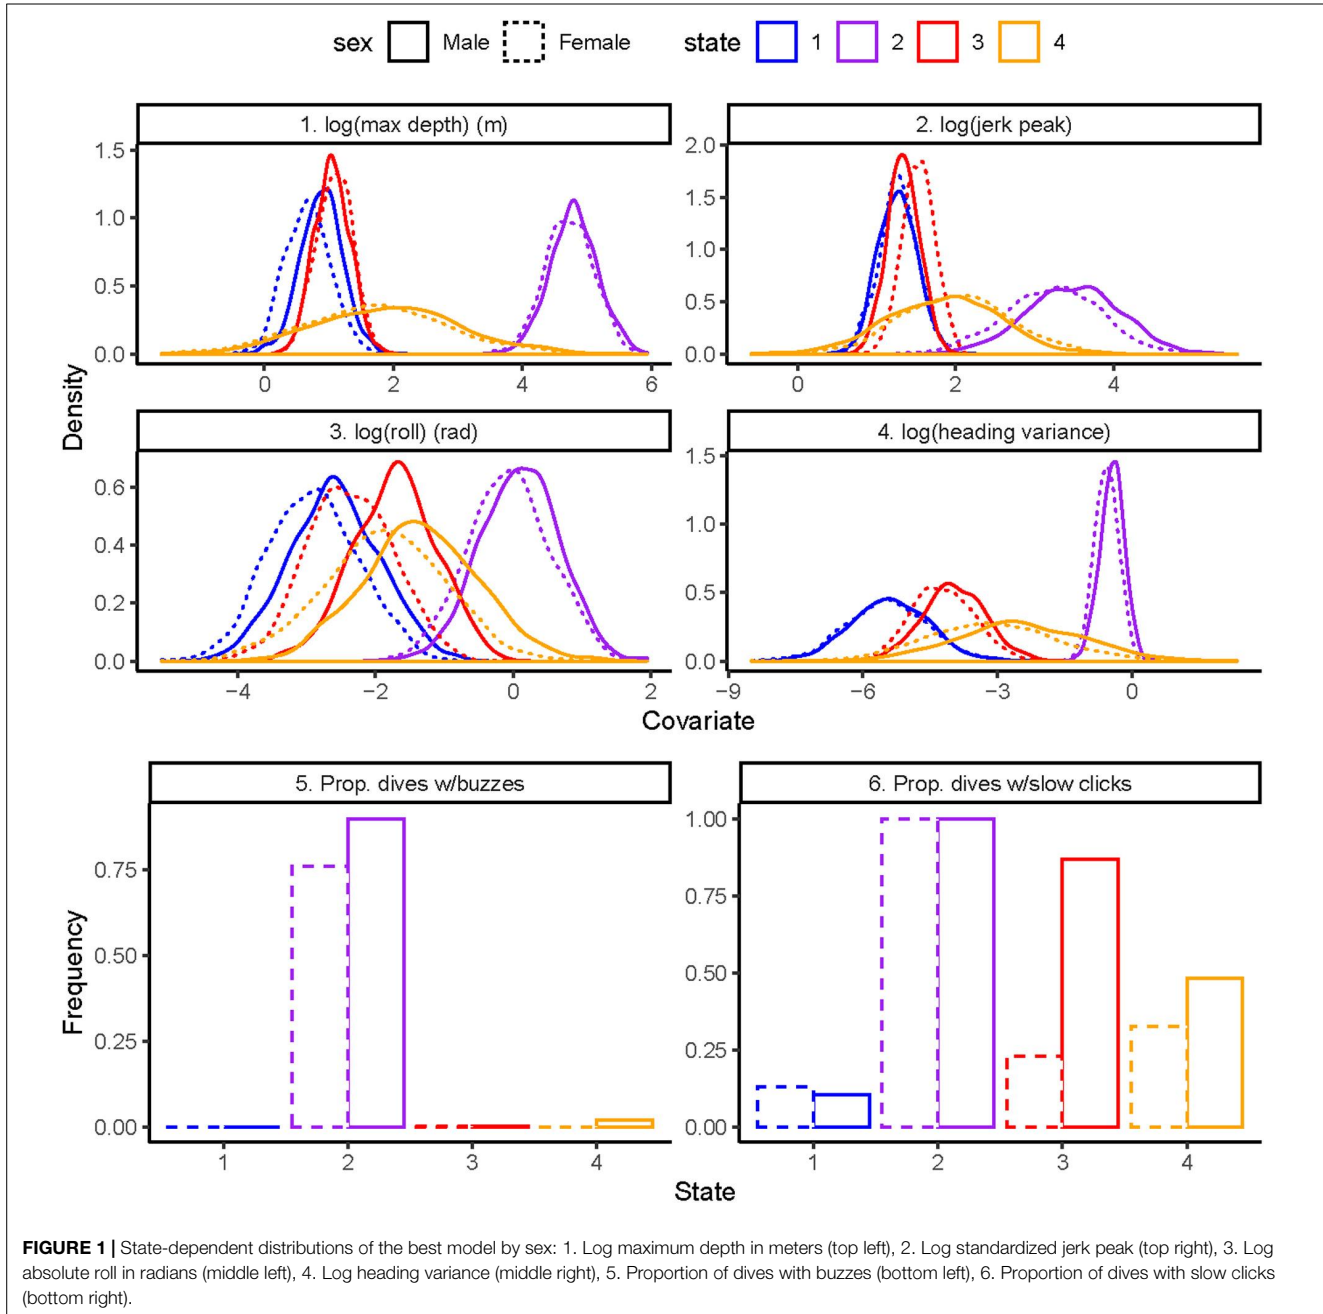 sex Male Female state 1 2 3 4
1. log(max depth) (m)
2. log(jerk peak)
1.5
1.0
0.5
0.0
0 2 4 6
2.0
1.5
1.0
0.5
0.0
0 2 4
Density
3. log(roll) (rad)
4. log(heading variance)
0.6
0.4
0.2
0.0
−4 −2 0 2
1.5
1.0
0.5
0.0
−9 −6 −3 0
Covariate
5. Prop. dives w/buzzes
6. Prop. dives w/slow clicks
0.75
0.50
0.25
0.00
1 2 3 4
1.00
0.75
0.50
0.25
0.00
1 2 3 4
Frequency
State
FIGURE 1 | State-dependent distributions of the best model by sex: 1. Log maximum depth in meters (top left), 2. Log standardized jerk peak (top right), 3. Log
absolute roll in radians (middle left), 4. Log heading variance (middle right), 5. Proportion of dives with buzzes (bottom left), 6. Proportion of dives with slow clicks
(bottom right).